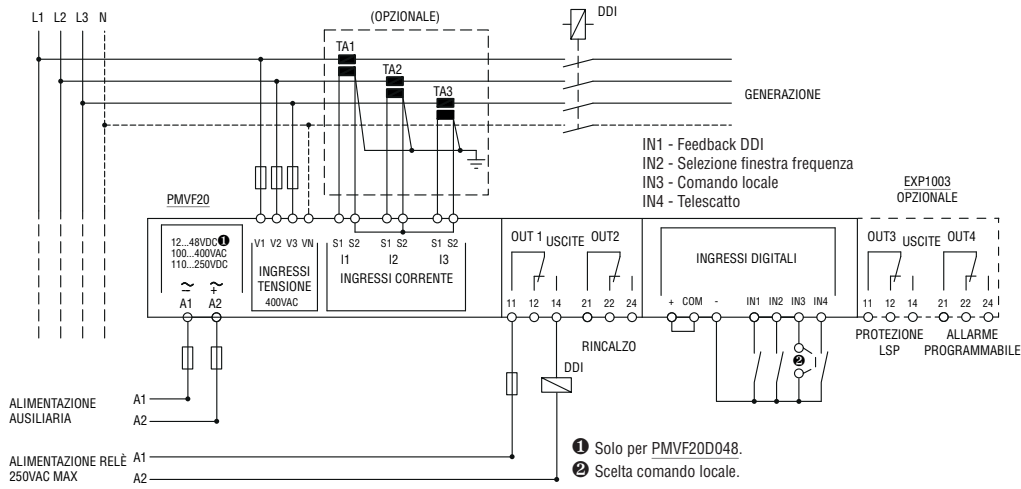 L1 L2 L3 N
(OPZIONALE)
DDI
TA1
TA2
TA3
GENERAZIONE
IN1 - Feedback DDI
IN2 - Selezione finestra frequenza
IN3 - Comando locale
IN4 - Telescatto
EXP1003
OPZIONALE
PMVF20
12...48VDC❶
100...400VAC
110...250VDC
~ ~
- +
A1 A2
V1 V2 V3 VN
INGRESSI
TENSIONE
400VAC
S1 S2 S1 S2 S1 S2
I1 I2 I3
INGRESSI CORRENTE
OUT 1 USCITE OUT2
11 12 14 21 22 24
RINCALZO
INGRESSI DIGITALI
+ COM - IN1 IN2 IN3 IN4
❷
OUT3 USCITE OUT4
11 12 14 21 22 24
PROTEZIONE
LSP
ALLARME
PROGRAMMABILE
DDI
ALIMENTAZIONE
AUSILIARIA
A1
A2
ALIMENTAZIONE RELÈ
250VAC MAX
A1
A2
❶ Solo per PMVF20D048.
❷ Scelta comando locale.